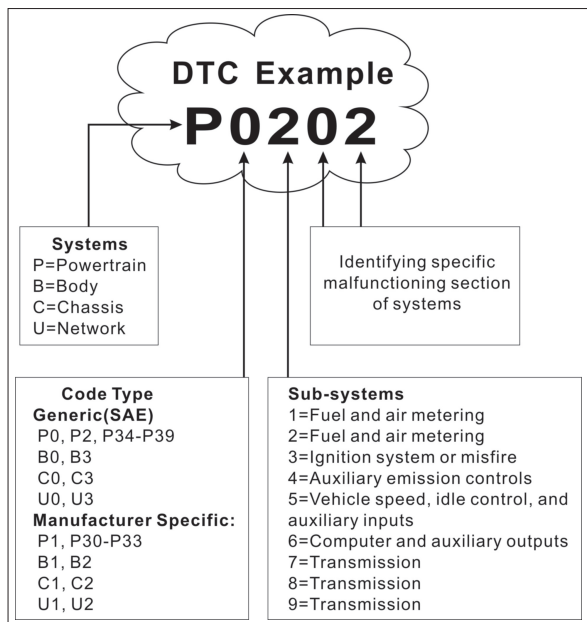 DTC Example
P0202
Systems
P=Powertrain
B=Body
C=Chassis
U=Network
Identifying specific
malfunctioning section
of systems
Code Type
Generic(SAE)
P0, P2, P34-P39
B0, B3
C0, C3
U0, U3
Manufacturer Specific:
P1, P30-P33
B1, B2
C1, C2
U1, U2
Sub-systems
1=Fuel and air metering
2=Fuel and air metering
3=Ignition system or misfire
4=Auxiliary emission controls
5=Vehicle speed, idle control, and
auxiliary inputs
6=Computer and auxiliary outputs
7=Transmission
8=Transmission
9=Transmission